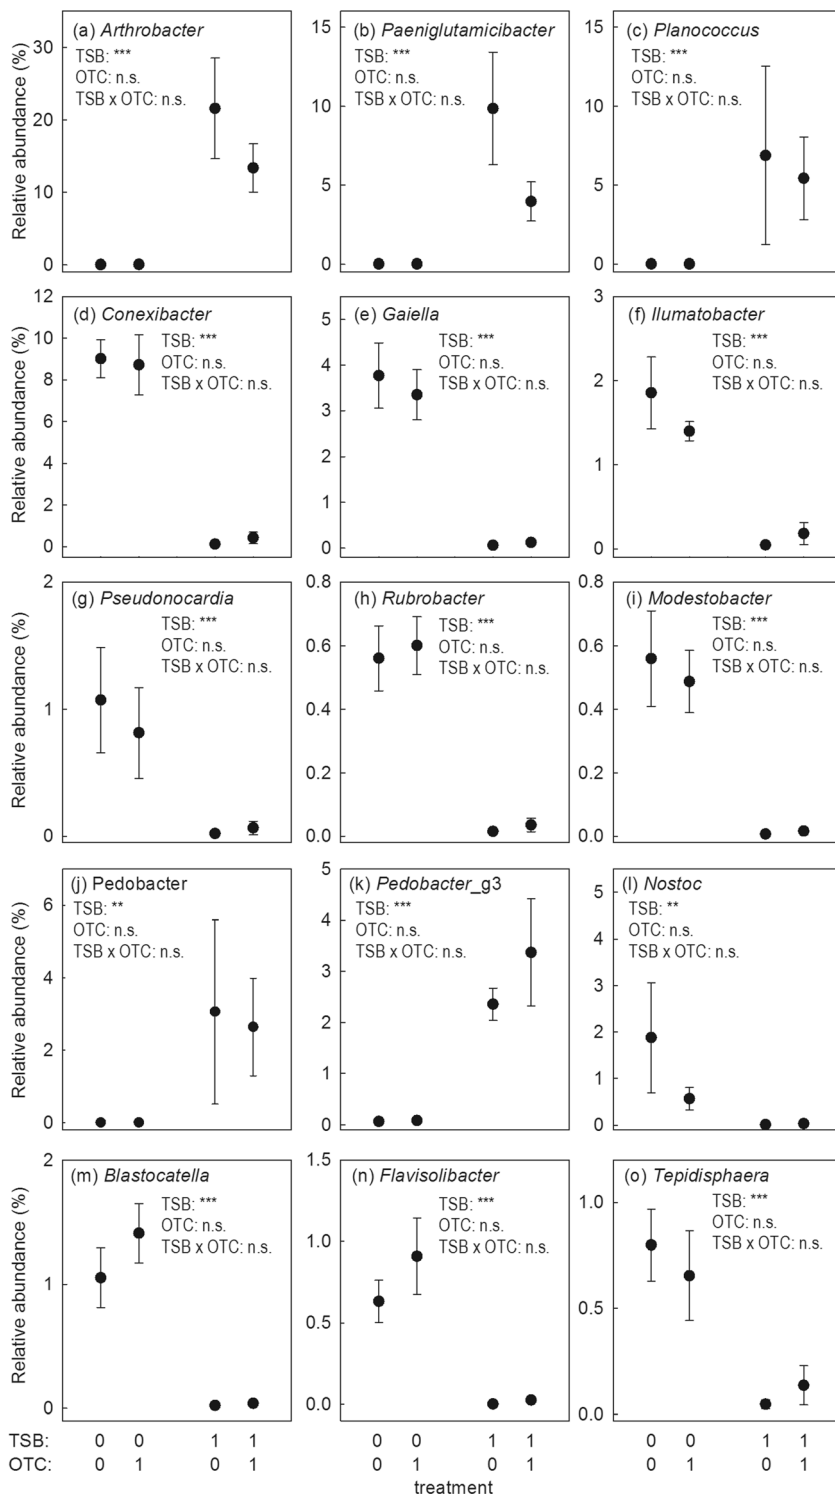 (a) Arthrobacter
TSB: ***
OTC: n.s.
TSB x OTC: n.s.
30
20
10
0
Relative abundance (%)
(b) Paeniglutamicibacter
TSB: ***
OTC: n.s.
TSB x OTC: n.s.
15
10
5
0
(c) Planococcus
TSB: ***
OTC: n.s.
TSB x OTC: n.s.
15
10
5
0
(d) Conexibacter
TSB: ***
OTC: n.s.
TSB x OTC: n.s.
12
10
8
6
4
2
0
Relative abundance (%)
(e) Gaiella
TSB: ***
OTC: n.s.
TSB x OTC: n.s.
5
4
3
2
1
0
(f) Ilumatobacter
TSB: ***
OTC: n.s.
TSB x OTC: n.s.
3
2
1
0
(g) Pseudonocardia
TSB: ***
OTC: n.s.
TSB x OTC: n.s.
2
1
0
Relative abundance (%)
(h) Rubrobacter
TSB: ***
OTC: n.s.
TSB x OTC: n.s.
0.8
0.6
0.4
0.2
0.0
(i) Modestobacter
TSB: ***
OTC: n.s.
TSB x OTC: n.s.
0.8
0.6
0.4
0.2
0.0
(j) Pedobacter
TSB: **
OTC: n.s.
TSB x OTC: n.s.
6
4
2
0
Relative abundance (%)
(k) Pedobacter_g3
TSB: ***
OTC: n.s.
TSB x OTC: n.s.
5
4
3
2
1
0
(l) Nostoc
TSB: **
OTC: n.s.
TSB x OTC: n.s.
5
4
3
2
1
0
(m) Blastocatella
TSB: ***
OTC: n.s.
TSB x OTC: n.s.
2
1
0
Relative abundance (%)
(n) Flavisolibacter
TSB: ***
OTC: n.s.
TSB x OTC: n.s.
1.5
1.0
0.5
0.0
(o) Tepidisphaera
TSB: ***
OTC: n.s.
TSB x OTC: n.s.
1.0
0.5
0.0
TSB: 0 0 1 1 0 0 1 1 0 0 1 1
OTC: 0 1 0 1 0 1 0 1 0 1 0 1
treatment